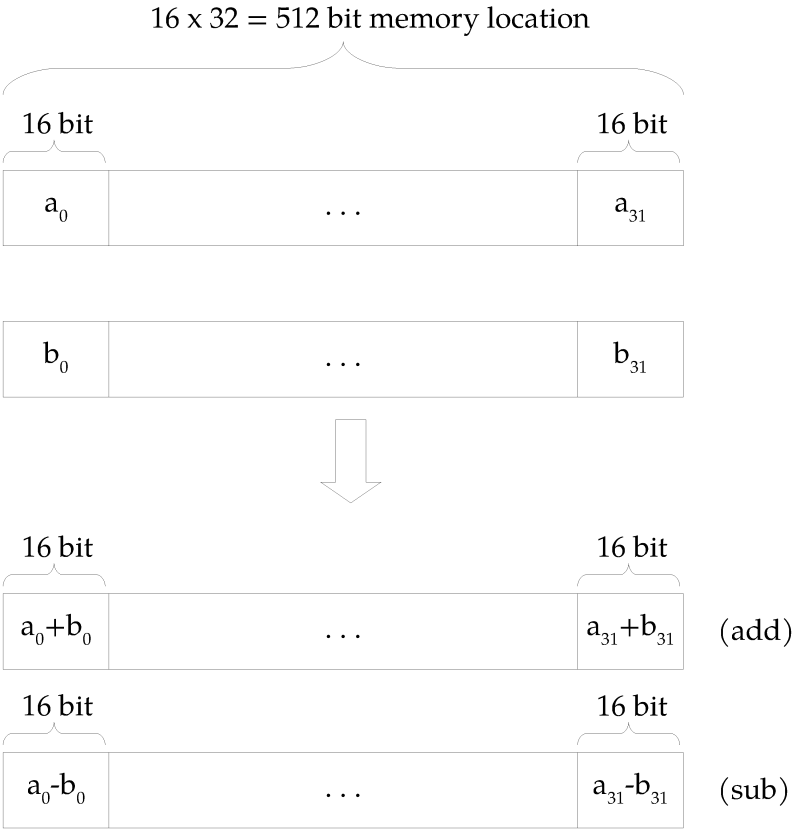 16 x 32 = 512 bit memory location
16 bit 16 bit
a₀ ... a₃₁
b₀ ... b₃₁
16 bit 16 bit
a₀+b₀ ... a₃₁+b₃₁ (add)
16 bit 16 bit
a₀-b₀ ... a₃₁-b₃₁ (sub)